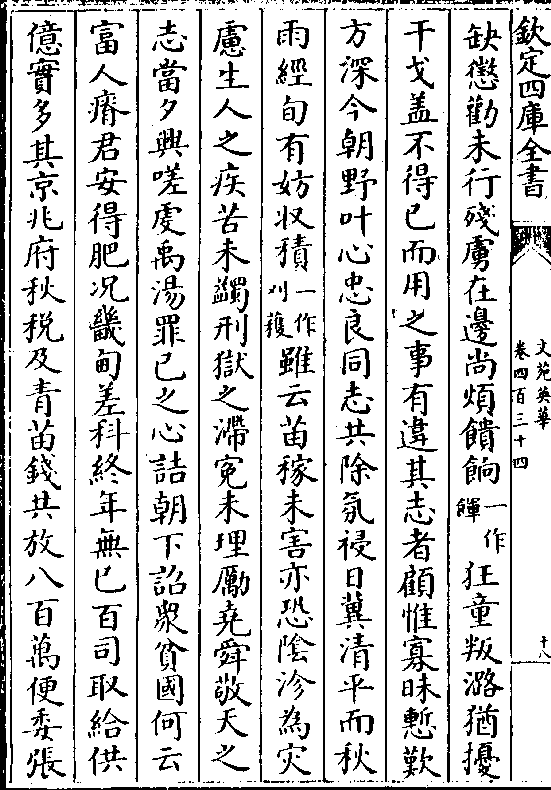 欽定四庫全書
文苑英華
卷四百三十四
十八
缺懲勸未行殘虜在邊尚煩饋餉一作餫狂童叛潞猶擾
干戈盖不得已而用之事有違其志者顧惟寡昧慙歎
方深今朝野叶心忠良同志共除氛祲日冀清平而秋
雨經旬有妨收積一作刈穫雖云苗稼未害亦恐陰沴為灾
慮生人之疾苦未蠲刑獄之滯寃未理勵堯舜敬天之
志當夕興嗟虔禹湯罪己之心詰朝下詔衆貧國何云
富人瘠君安得肥况畿甸差科終年無已百司取給供
億實多其京兆府秋税及青苗錢共放八百萬便委張